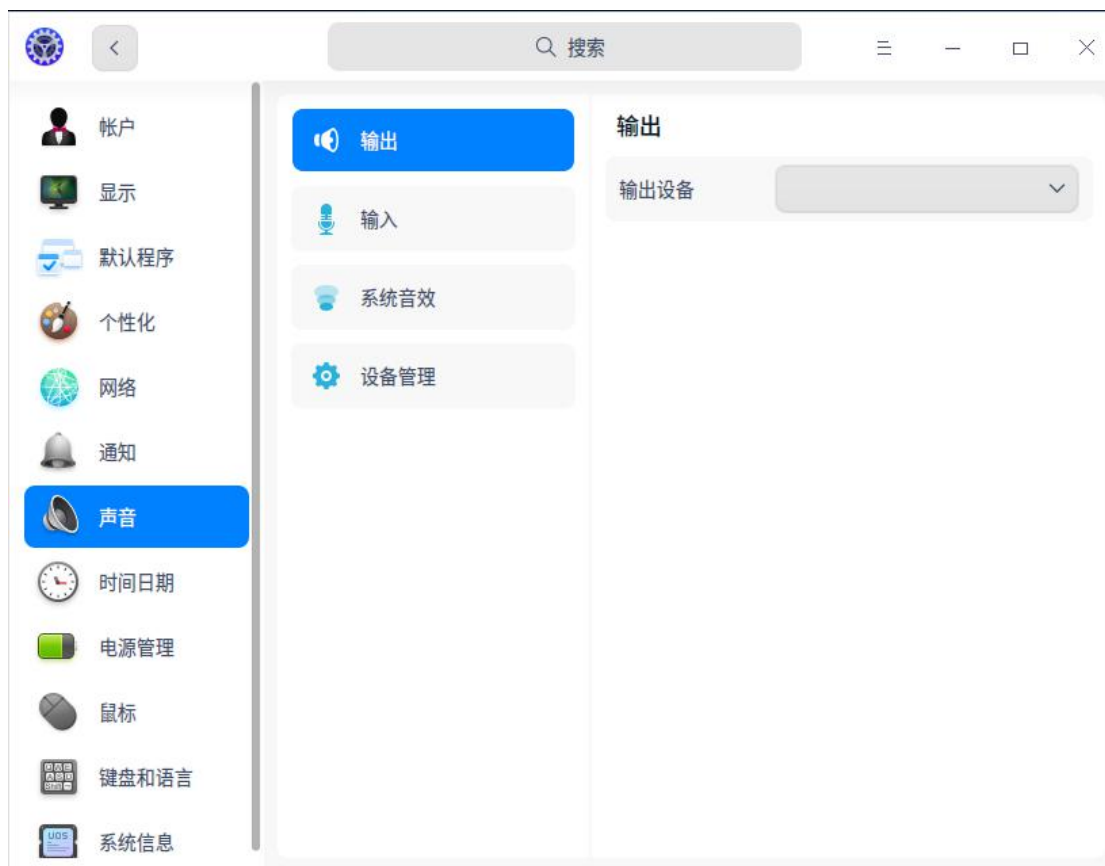 搜索
帐户
显示
默认程序
个性化
网络
通知
声音
时间日期
电源管理
鼠标
键盘和语言
UOS
系统信息
输出
输入
系统音效
设备管理
输出
输出设备